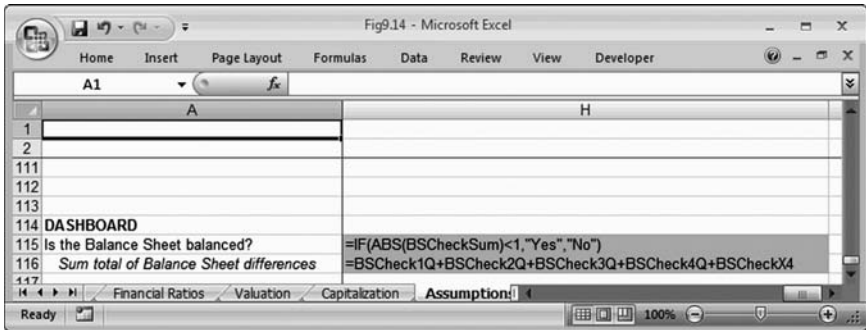 Fig9.14 - Microsoft Excel
Home Insert Page Layout Formulas Data Review View Developer
A1 fx
A H
1
2
111
112
113
114 DASHBOARD
115 Is the Balance Sheet balanced? =IF(ABS(BSCheckSum)<1,"Yes","No")
116 Sum total of Balance Sheet differences =BSCheck1Q+BSCheck2Q+BSCheck3Q+BSCheck4Q+BSCheckX4
117
Financial Ratios Valuation Capitalization Assumptions
Ready 100%